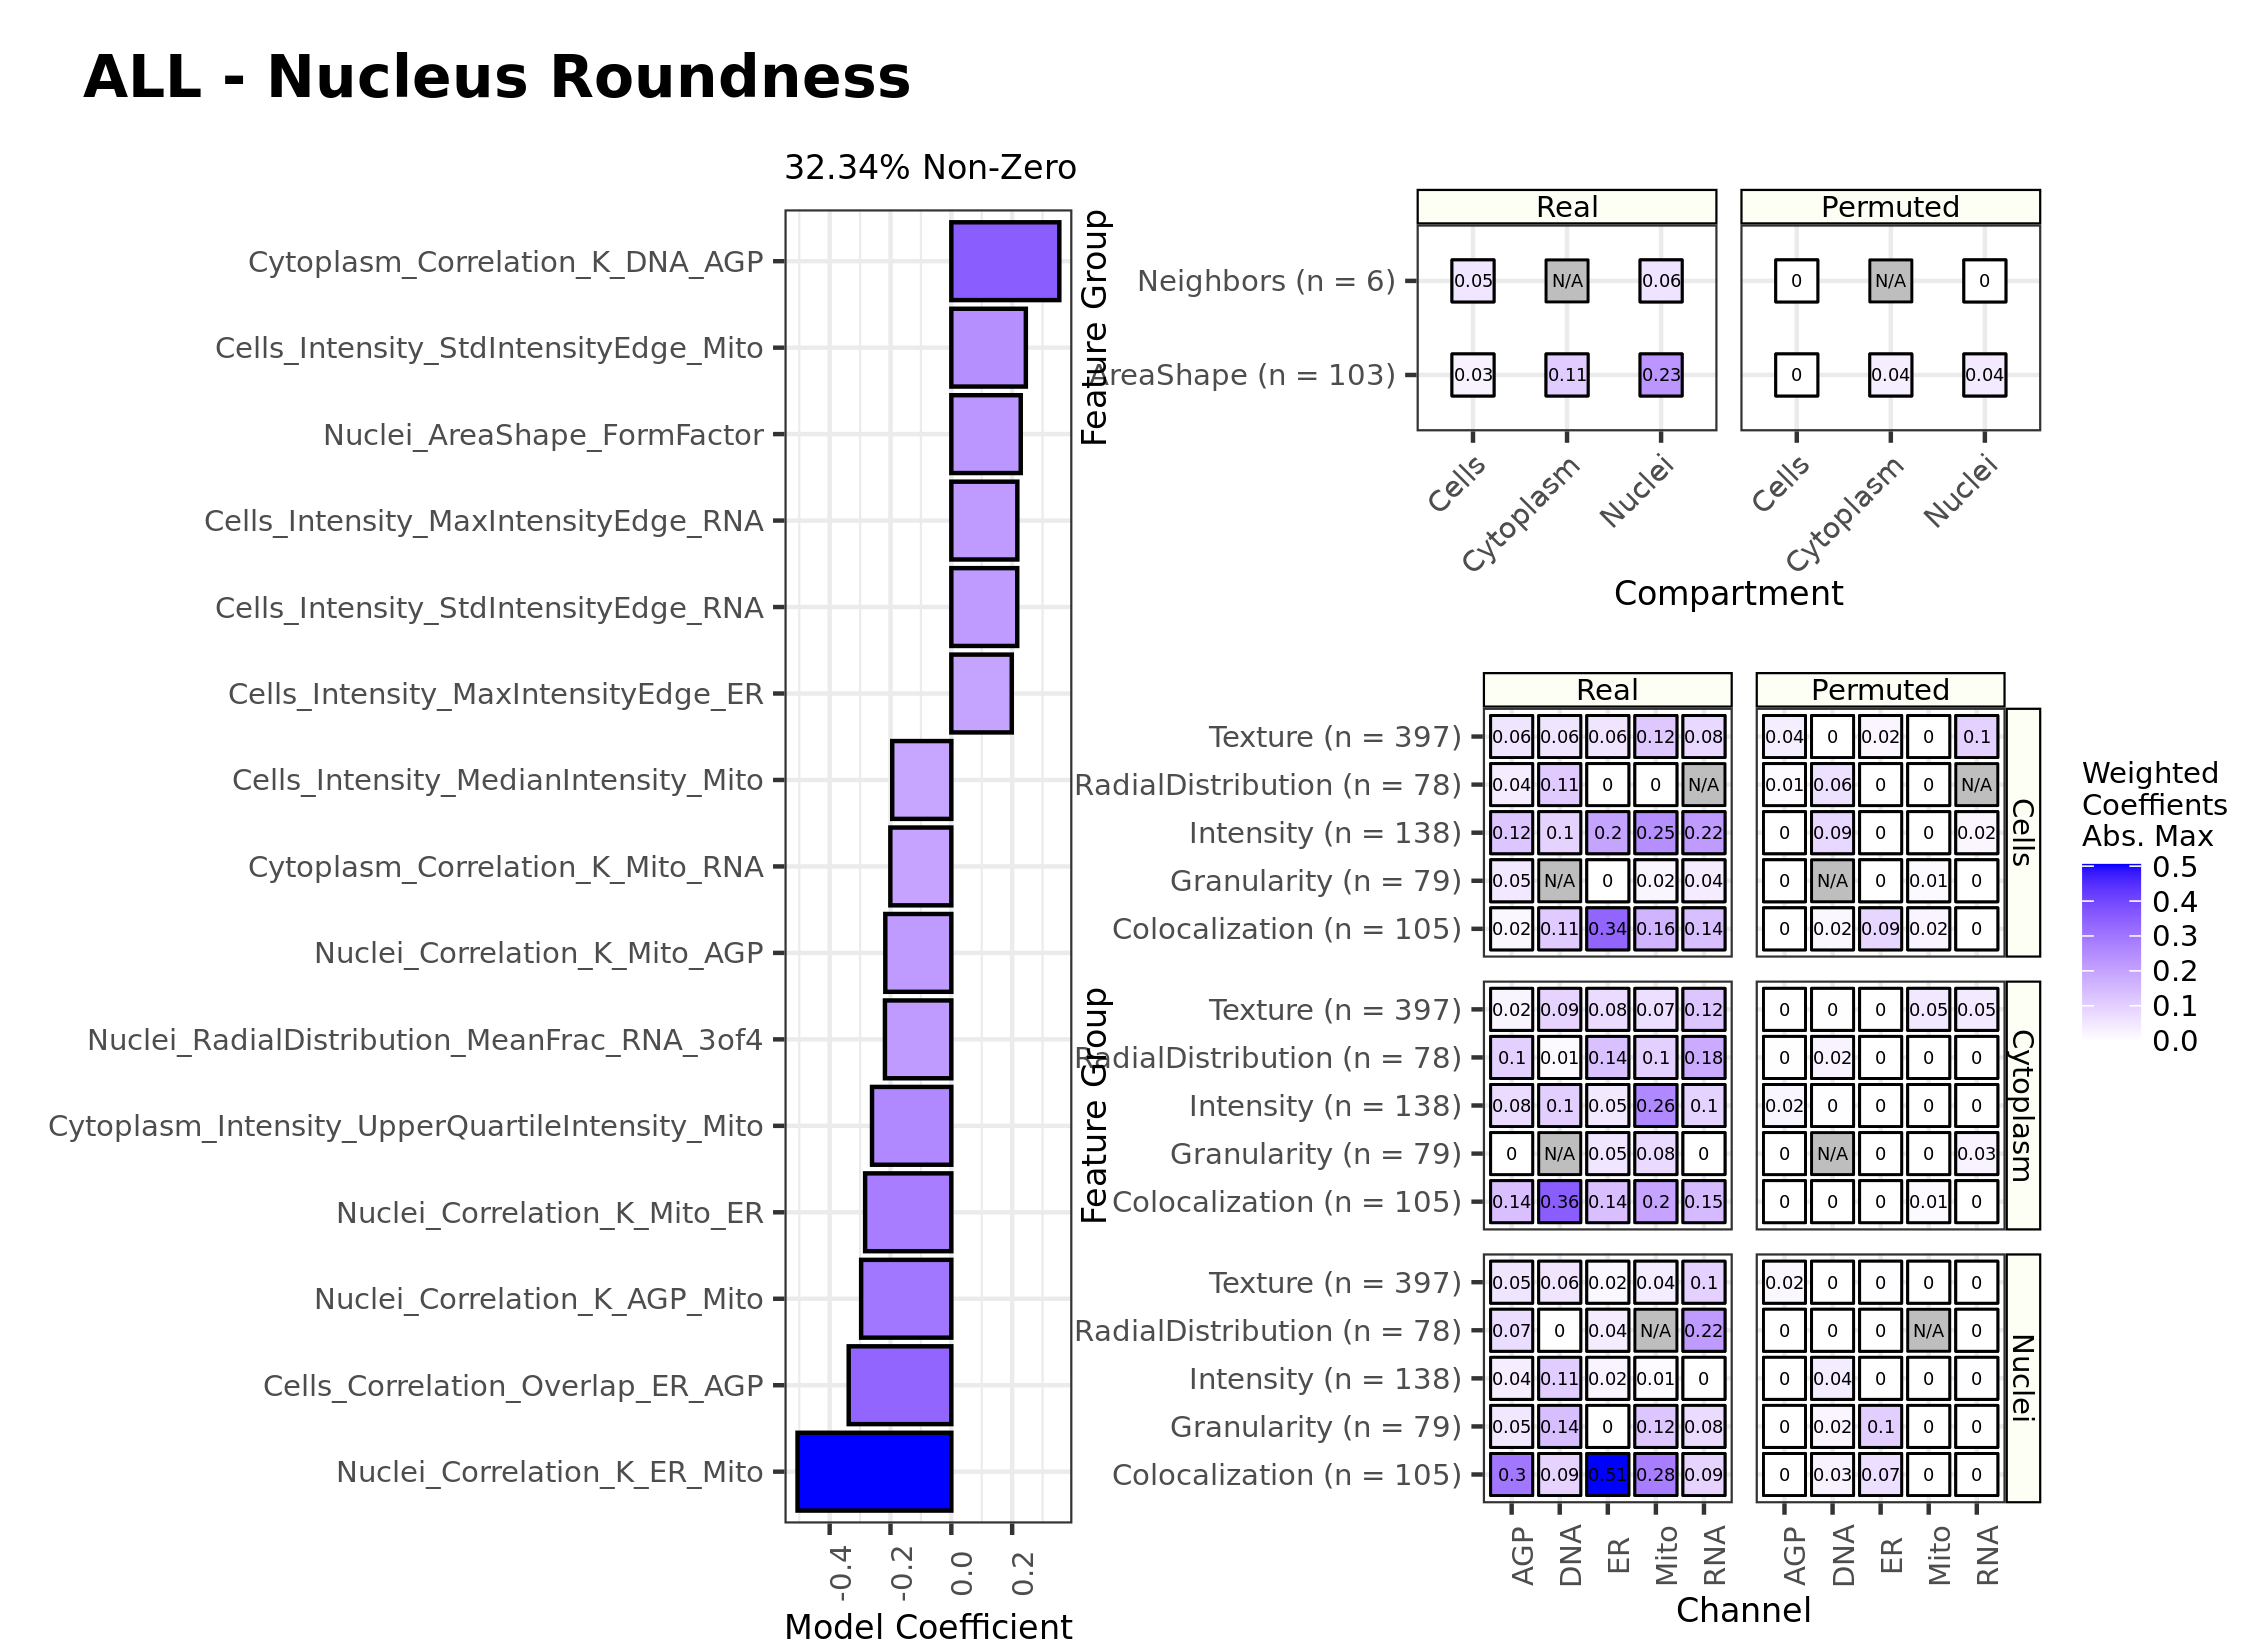 ALL - Nucleus Roundness
32.34% Non-Zero
Cytoplasm_Correlation_K_DNA_AGP
Cells_Intensity_StdIntensityEdge_Mito
Nuclei_AreaShape_FormFactor
Cells_Intensity_MaxIntensityEdge_RNA
Cells_Intensity_StdIntensityEdge_RNA
Cells_Intensity_MaxIntensityEdge_ER
Cells_Intensity_MedianIntensity_Mito
Cytoplasm_Correlation_K_Mito_RNA
Nuclei_Correlation_K_Mito_AGP
Nuclei_RadialDistribution_MeanFrac_RNA_3of4
Cytoplasm_Intensity_UpperQuartileIntensity_Mito
Nuclei_Correlation_K_Mito_ER
Nuclei_Correlation_K_AGP_Mito
Cells_Correlation_Overlap_ER_AGP
Nuclei_Correlation_K_ER_Mito
-0.4 -0.2 0.0 0.2
Model Coefficient
Feature Group
Real Permuted
Neighbors (n = 6) 0.05 N/A 0.06 0 N/A 0
AreaShape (n = 103) 0.03 0.11 0.23 0 0.04 0.04
Cells Cytoplasm Nuclei Cells Cytoplasm Nuclei
Compartment
Feature Group
Real Permuted
Texture (n = 397) 0.06 0.06 0.06 0.12 0.08 0.04 0 0.02 0 0.1
RadialDistribution (n = 78) 0.04 0.11 0 0 N/A 0.01 0.06 0 0 N/A
Intensity (n = 138) 0.12 0.1 0.2 0.25 0.22 0 0.09 0 0 0.02
Granularity (n = 79) 0.05 N/A 0 0.02 0.04 0 N/A 0 0.01 0
Colocalization (n = 105) 0.02 0.11 0.34 0.16 0.14 0 0.02 0.09 0.02 0
Cells
Texture (n = 397) 0.02 0.09 0.08 0.07 0.12 0 0 0 0.05 0.05
RadialDistribution (n = 78) 0.1 0.01 0.14 0.1 0.18 0 0.02 0 0 0
Intensity (n = 138) 0.08 0.1 0.05 0.26 0.1 0.02 0 0 0 0
Granularity (n = 79) 0 N/A 0.05 0.08 0 0 N/A 0 0 0.03
Colocalization (n = 105) 0.14 0.36 0.14 0.2 0.15 0 0 0 0.01 0
Cytoplasm
Texture (n = 397) 0.05 0.06 0.02 0.04 0.1 0.02 0 0 0 0
RadialDistribution (n = 78) 0.07 0 0.04 N/A 0.22 0 0 0 N/A 0
Intensity (n = 138) 0.04 0.11 0.02 0.01 0 0 0.04 0 0 0
Granularity (n = 79) 0.05 0.14 0 0.12 0.08 0 0.02 0.1 0 0
Colocalization (n = 105) 0.3 0.09 0.51 0.28 0.09 0 0.03 0.07 0 0
Nuclei
AGP DNA ER Mito RNA AGP DNA ER Mito RNA
Channel
Weighted
Coeffients
Abs. Max
0.5
0.4
0.3
0.2
0.1
0.0